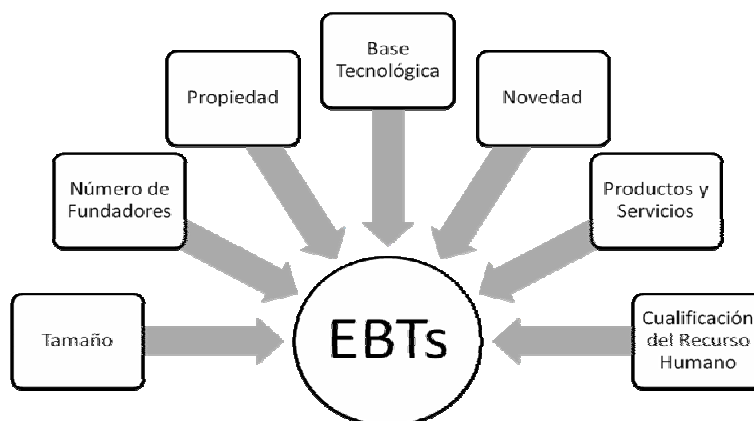 Base
Tecnológica
Propiedad
Novedad
Número de
Fundadores
Productos y
Servicios
Tamaño
EBTs
Cualificación
del Recurso
Humano